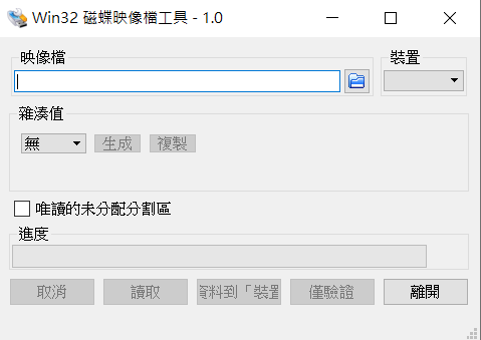 Win32 磁碟映像檔工具 - 1.0
映像檔
裝置
雜湊值
無
生成
複製
唯讀的未分配分割區
進度
取消
讀取
資料到「裝置
僅驗證
離開